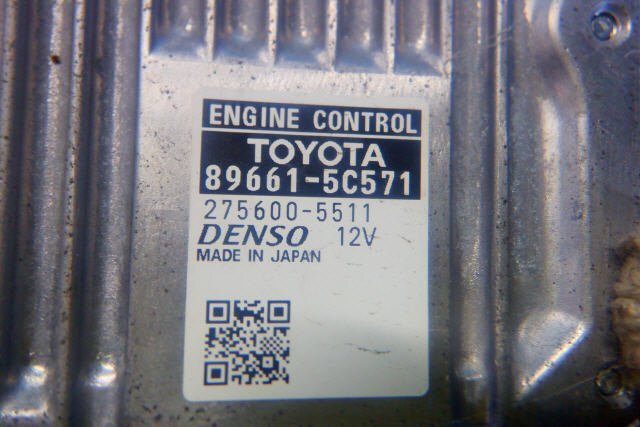 ENGINE CONTROL
TOYOTA
89661-5C571
275600-5511
DENSO 12V
MADE IN JAPAN